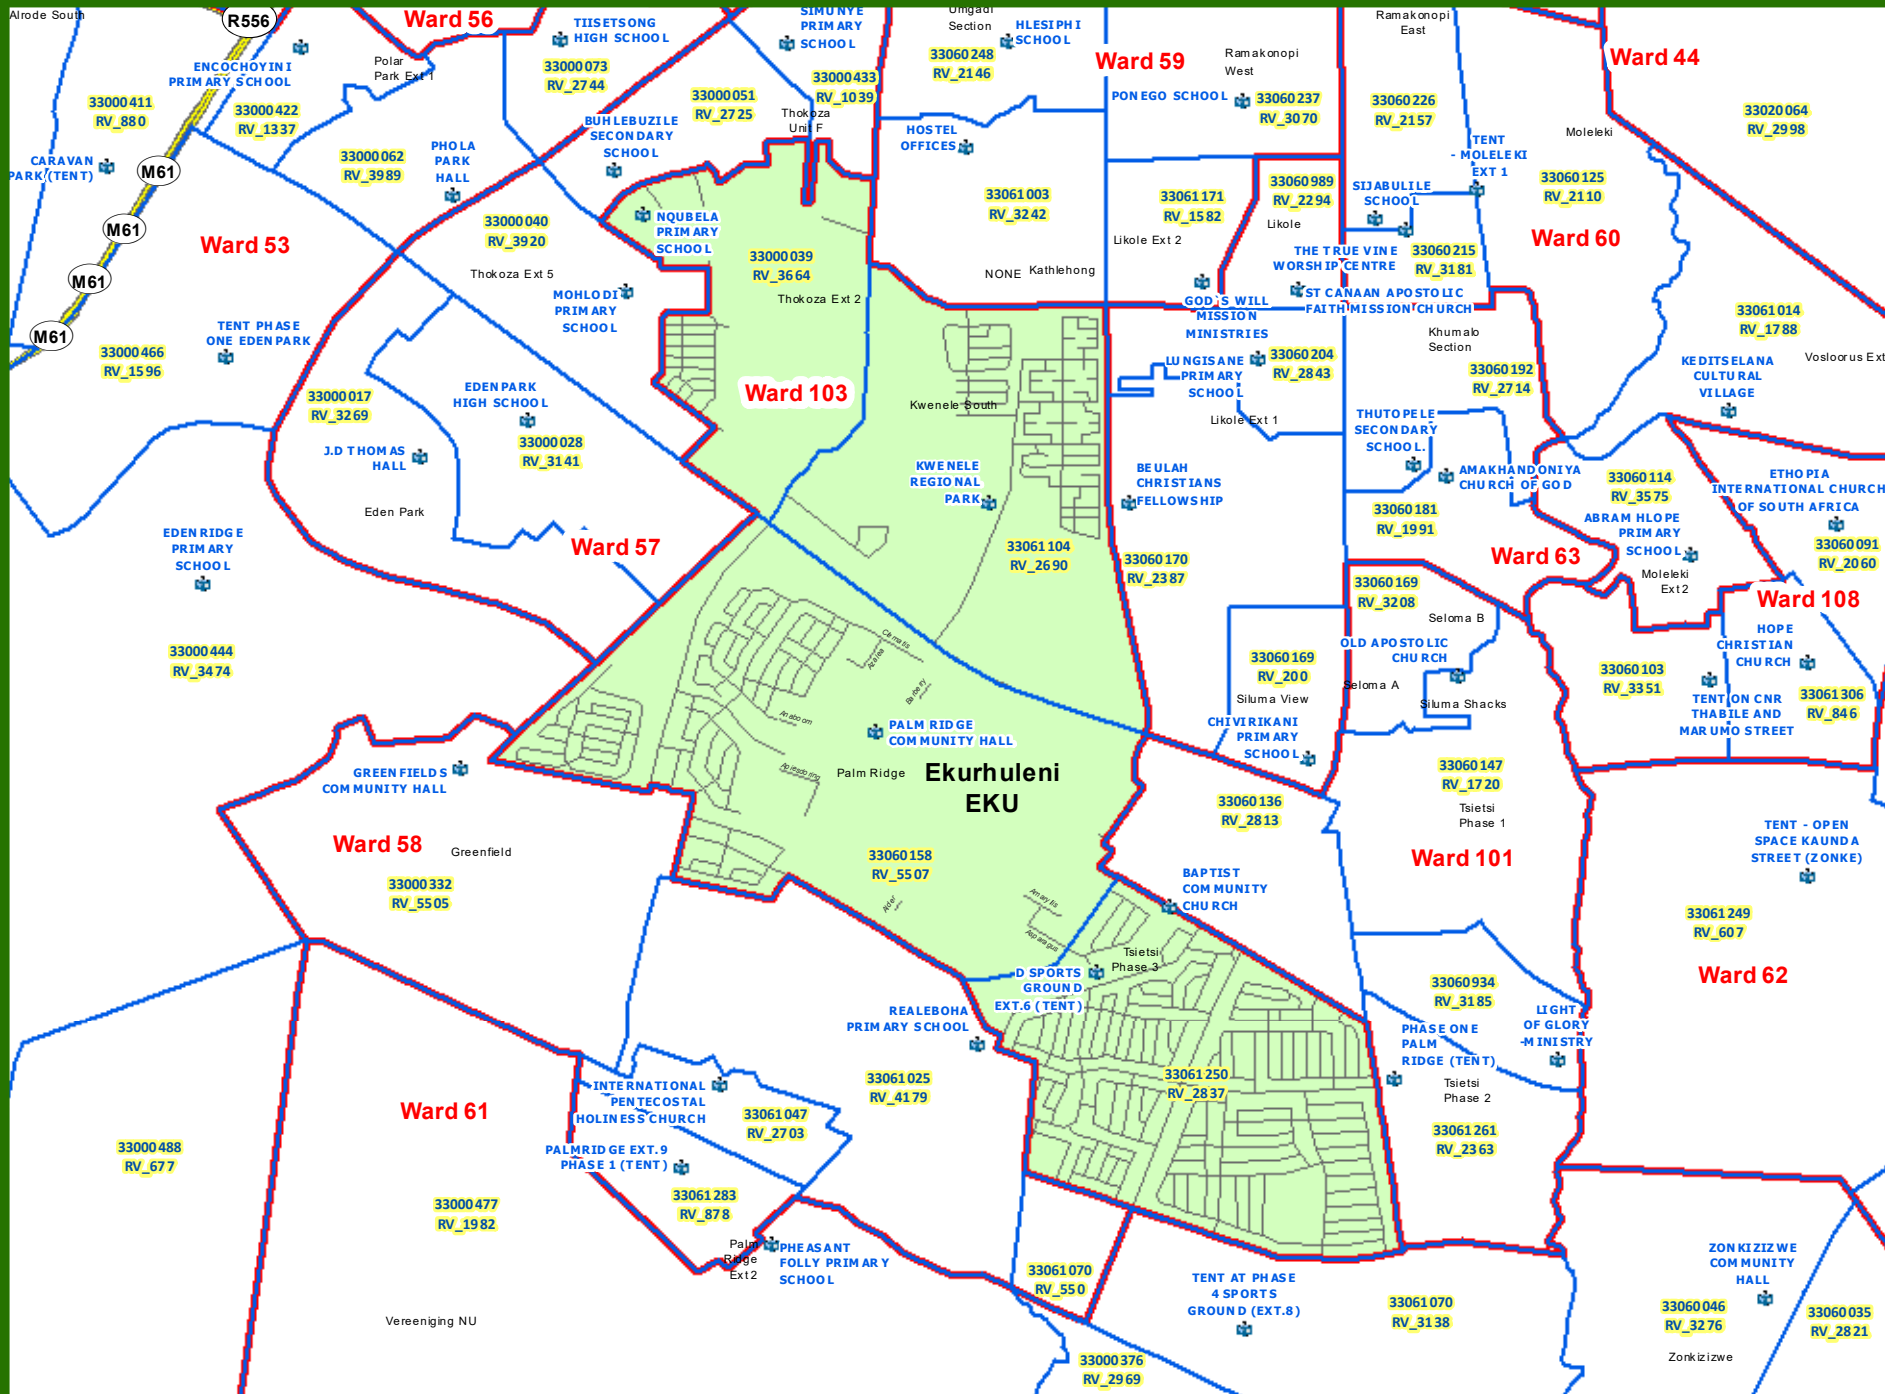 Alrode South
R556
Ward 56
TIISETSONG
HIGH SCHOOL
SIMUNYE
PRIMARY
SCHOOL
Umgadi
Section
HLESIPHI
SCHOOL
Ward 59
Ramakonopi
West
Ramakonopi
East
Ward 44
ENCOCHOYINI
PRIMARY SCHOOL
Polar
Park Ext 1
33000073
RV_2744
33000433
RV_1039
33060248
RV_2146
PONEGO SCHOOL
33060237
RV_3070
33060226
RV_2157
33020064
RV_2998
33000411
RV_880
33000422
RV_1337
33000051
RV_2725
Thokoza
Unit F
BUHLEBUZILE
SECONDARY
SCHOOL
HOSTEL
OFFICES
Moleleki
TENT
- MOLELEKI
EXT 1
CARAVAN
PARK (TENT)
M61
33000062
RV_3989
PHOLA
PARK
HALL
33061003
RV_3242
33061171
RV_1582
33060989
RV_2294
SIJABULILE
SCHOOL
33060125
RV_2110
M61
Ward 53
33000040
RV_3920
NQUBELA
PRIMARY
SCHOOL
33000039
RV_3664
Likole
Likole Ext 2
THE TRUE VINE
WORSHIP CENTRE
33060215
RV_3181
Ward 60
M61
Thokoza Ext 5
MOHLODI
PRIMARY
SCHOOL
Thokoza Ext 2
NONE
Kathlehong
GOD`S WILL
MISSION
MINISTRIES
ST CANAAN APOSTOLIC
FAITH MISSION CHURCH
M61
TENT PHASE
ONE EDENPARK
33000466
RV_1596
Khumalo
Section
33061014
RV_1788
Vosloorus Ext
33000017
RV_3269
EDENPARK
HIGH SCHOOL
Ward 103
Kwenele South
LUNGISANE
PRIMARY
SCHOOL
33060204
RV_2843
33060192
RV_2714
KEDITSELANA
CULTURAL
VILLAGE
Likole Ext 1
THUTOPELE
SECONDARY
SCHOOL.
J.D THOMAS
HALL
33000028
RV_3141
KWENELE
REGIONAL
PARK
BEULAH
CHRISTIANS
FELLOWSHIP
AMAKHANDONIYA
CHURCH OF GOD
33060114
RV_3575
ETHOPIA
INTERNATIONAL CHURCH
OF SOUTH AFRICA
Eden Park
33060181
RV_1991
ABRAM HLOPE
PRIMARY
SCHOOL
EDENRIDGE
PRIMARY
SCHOOL
Ward 57
33061104
RV_2690
33060170
RV_2387
Ward 63
33060091
RV_2060
33060169
RV_3208
Moleleki
Ext 2
Ward 108
Seloma B
HOPE
CHRISTIAN
CHURCH
33000444
RV_3474
Clematis
Azalea
Barberry
33060169
RV_200
OLD APOSTOLIC
CHURCH
33060103
RV_3351
Siluma View
Seloma A
Siluma Shacks
33061306
RV_846
Anaboom
PALM RIDGE
COMMUNITY HALL
CHIVIRIKANI
PRIMARY
SCHOOL
TENT ON CNR
THABILE AND
MARUMO STREET
GREENFIELDS
COMMUNITY HALL
Apiesdoring
Palm Ridge
Ekurhuleni
EKU
33060147
RV_1720
33060136
RV_2813
Tsietsi
Phase 1
Ward 58
Greenfield
TENT - OPEN
SPACE KAUNDA
STREET (ZONKE)
33000332
RV_5505
33060158
RV_5507
Ward 101
BAPTIST
COMMUNITY
CHURCH
Alder
Amaryllis
Asparagus
33061249
RV_607
Tsietsi
Phase 3
D SPORTS
GROUND
EXT.6 (TENT)
33060934
RV_3185
Ward 62
REALEBOHA
PRIMARY SCHOOL
PHASE ONE
PALM
RIDGE (TENT)
LIGHT
OF GLORY
-MINISTRY
33061025
RV_4179
33061250
RV_2837
Tsietsi
Phase 2
INTERNATIONAL
PENTECOSTAL
HOLINESS CHURCH
Ward 61
33061047
RV_2703
33061261
RV_2363
33000488
RV_677
PALMRIDGE EXT.9
PHASE 1 (TENT)
33000477
RV_1982
33061283
RV_878
Palm
Ridge
Ext2
PHEASANT
FOLLY PRIMARY
SCHOOL
33061070
RV_550
TENT AT PHASE
4 SPORTS
GROUND (EXT.8)
33061070
RV_3138
ZONKIZIZWE
COMMUNITY
HALL
33060046
RV_3276
33060035
RV_2821
Vereeniging NU
33000376
RV_2969
Zonkizizwe